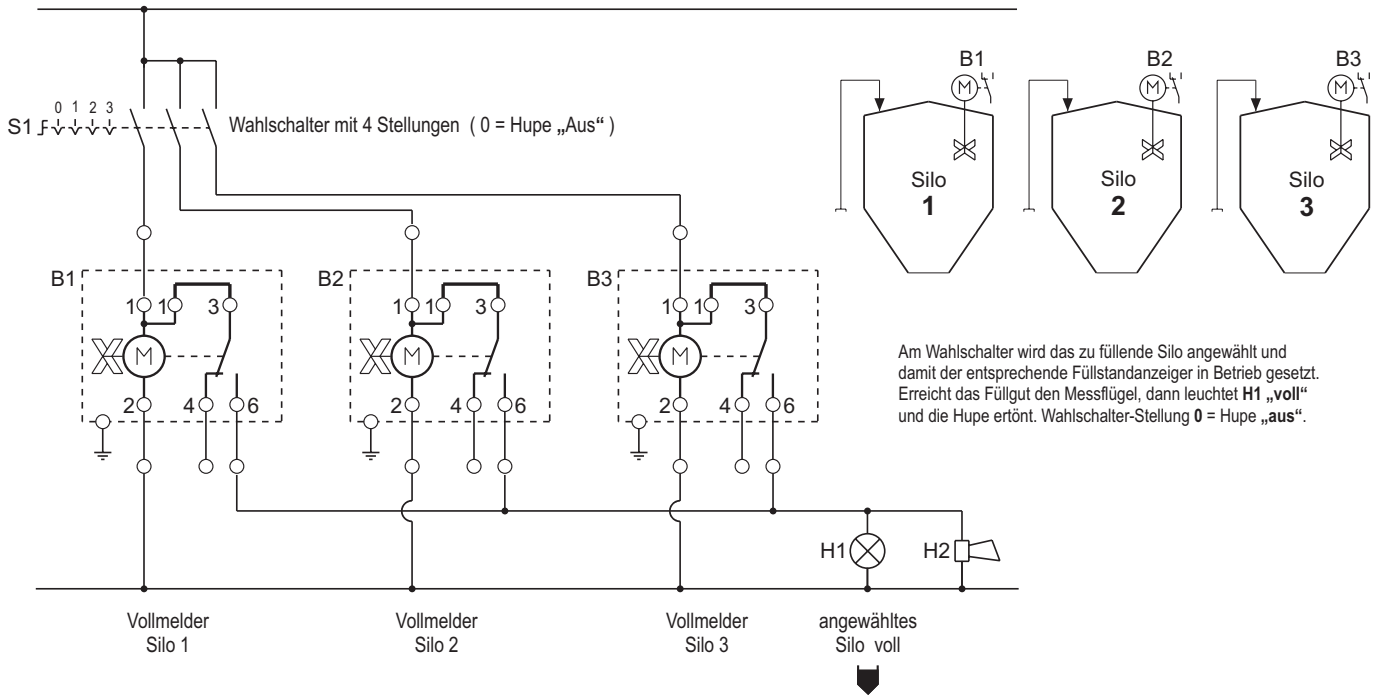 B1 B2 B3
M M M
0 1 2 3
S1 Wahlschalter mit 4 Stellungen ( 0 = Hupe „Aus“ )
Silo Silo Silo
1 2 3
B1 B2 B3
1 1 3 1 1 3 1 1 3
M M M
2 4 6 2 4 6 2 4 6
Am Wahlschalter wird das zu füllende Silo angewählt und
damit der entsprechende Füllstandanzeiger in Betrieb gesetzt.
Erreicht das Füllgut den Messflügel, dann leuchtet H1 „voll“
und die Hupe ertönt. Wahlschalter-Stellung 0 = Hupe „aus“.
H1 H2
Vollmelder
Silo 1
Vollmelder
Silo 2
Vollmelder
Silo 3
angewähltes
Silo voll